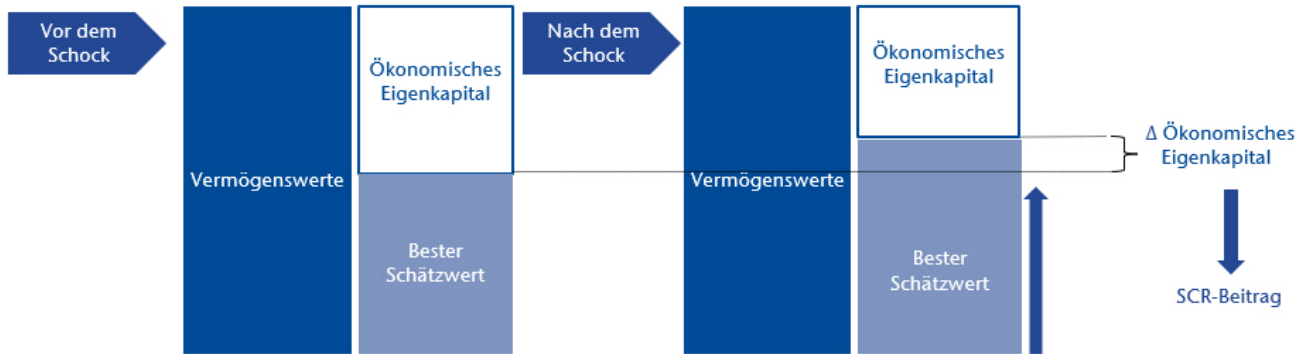 Vor dem
Schock
Vermögenswerte
Ökonomisches
Eigenkapital
Bester
Schätzwert
Nach dem
Schock
Vermögenswerte
Ökonomisches
Eigenkapital
Bester
Schätzwert
Δ Ökonomisches
Eigenkapital
SCR-Beitrag